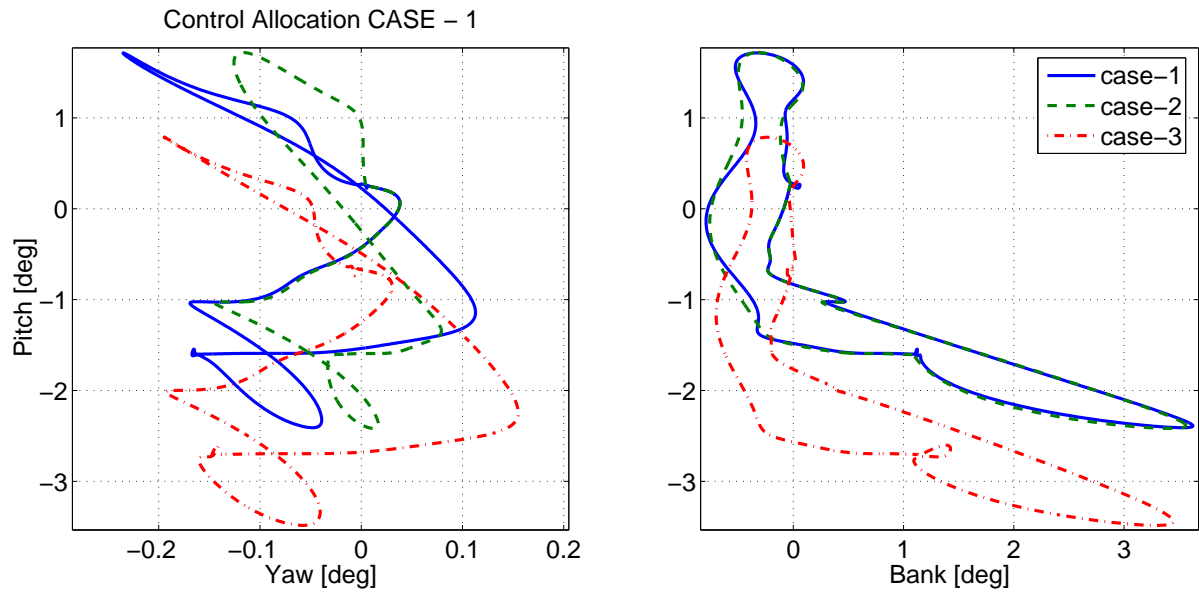 Control Allocation CASE − 1
Pitch [deg]
1
0
−1
−2
−3
−0.2
−0.1
0
0.1
0.2
Yaw [deg]
case−1
case−2
case−3
1
0
−1
−2
−3
0
1
2
3
Bank [deg]